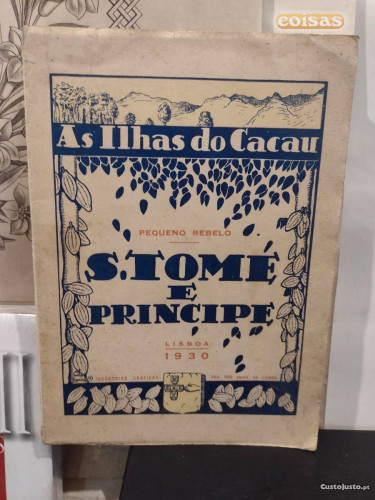 coisas
As Ilhas do Cacau
PEQUENO REBELO
S. TOMÉ
E
PRINCIPE
LISBOA
1930
CustoJusto.pt